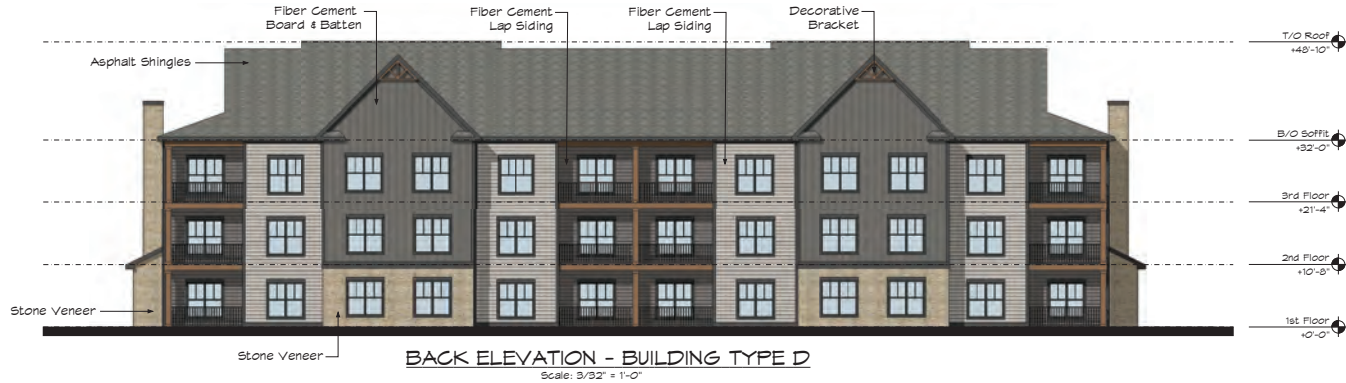 Fiber Cement
Board & Batten
Fiber Cement
Lap Siding
Fiber Cement
Lap Siding
Decorative
Bracket
T/O Roof
+48'-10"
Asphalt Shingles
B/O Soffit
+32'-0"
3rd Floor
+21'-4"
2nd Floor
+10'-8"
Stone Veneer
1st Floor
+0'-0"
Stone Veneer
BACK ELEVATION - BUILDING TYPE D
Scale: 3/32" = 1'-0"